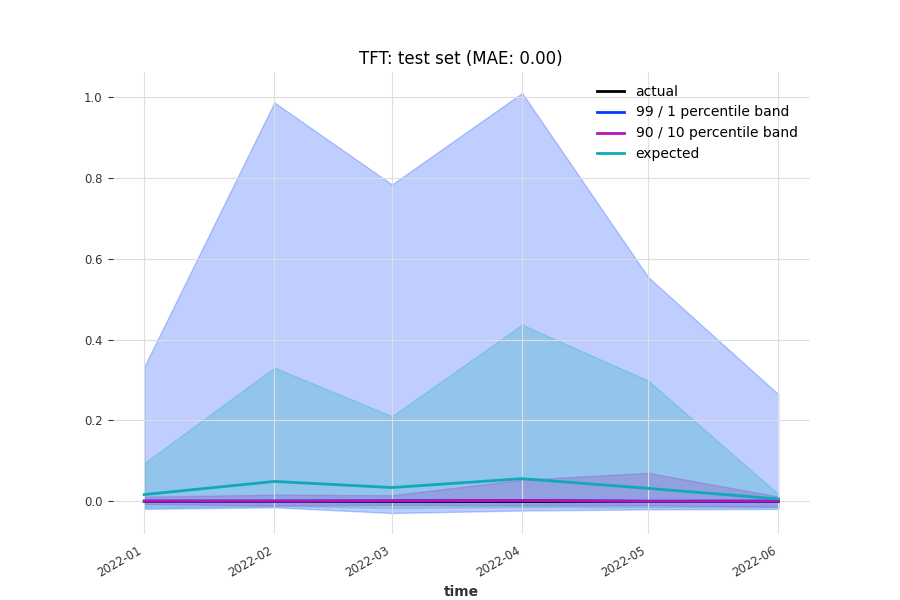 TFT: test set (MAE: 0.00)
actual
99 / 1 percentile band
90 / 10 percentile band
expected
1.0
0.8
0.6
0.4
0.2
0.0
2022-01
2022-02
2022-03
2022-04
2022-05
2022-06
time